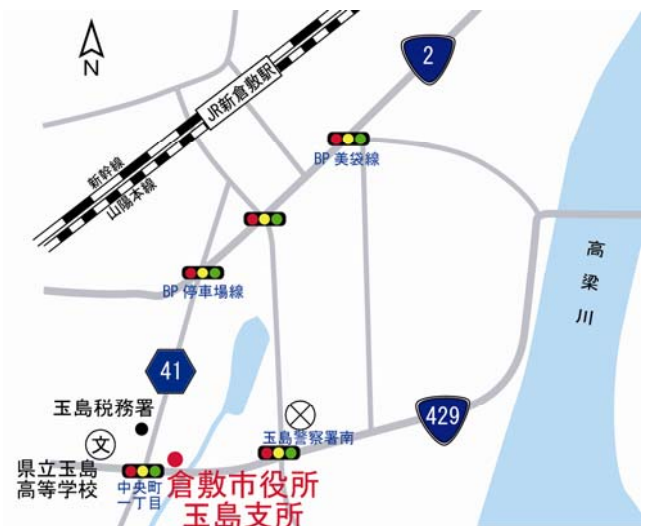 N
JR新倉敷駅
2
新幹線
山陽本線
BP 美袋線
BP 停車場線
高梁川
41
玉島税務署
429
文
玉島警察署南
県立玉島
高等学校
中央町
一丁目
倉敷市役所
玉島支所